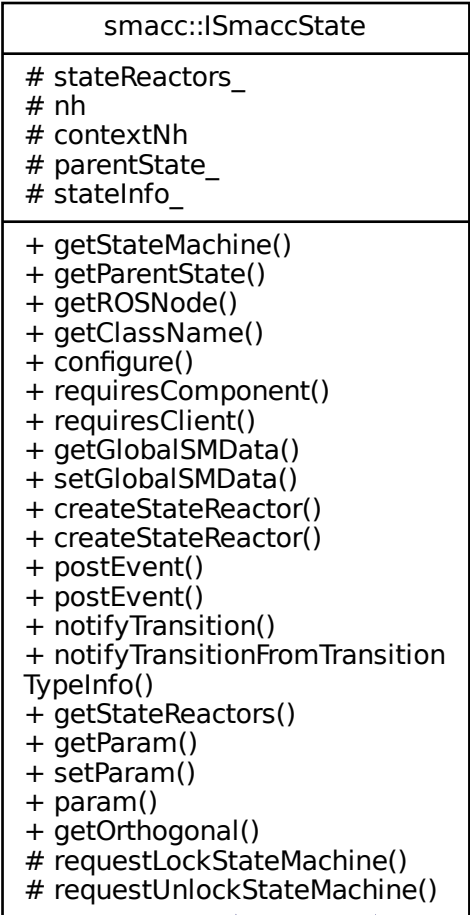 smacc::ISmaccState
# stateReactors_
# nh
# contextNh
# parentState_
# stateInfo_
+ getStateMachine()
+ getParentState()
+ getROSNode()
+ getClassName()
+ configure()
+ requiresComponent()
+ requiresClient()
+ getGlobalSMData()
+ setGlobalSMData()
+ createStateReactor()
+ createStateReactor()
+ postEvent()
+ postEvent()
+ notifyTransition()
+ notifyTransitionFromTransition
TypeInfo()
+ getStateReactors()
+ getParam()
+ setParam()
+ param()
+ getOrthogonal()
# requestLockStateMachine()
# requestUnlockStateMachine()